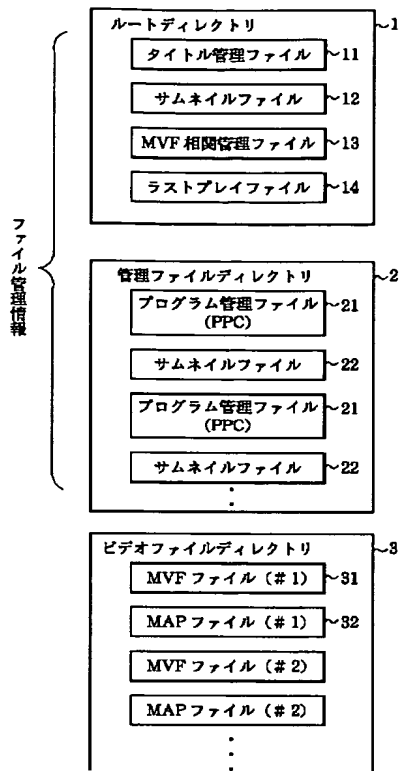 ルートディレクトリ ~1
タイトル管理ファイル ~11
サムネイルファイル ~12
MVF 相関管理ファイル ~13
ラストプレイファイル ~14
ファイル管理情報
管理ファイルディレクトリ ~2
プログラム管理ファイル ~21
(PPC)
サムネイルファイル ~22
プログラム管理ファイル ~21
(PPC)
サムネイルファイル ~22
ビデオファイルディレクトリ ~3
MVF ファイル (#1) ~31
MAP ファイル (#1) ~32
MVF ファイル (#2)
MAP ファイル (#2)